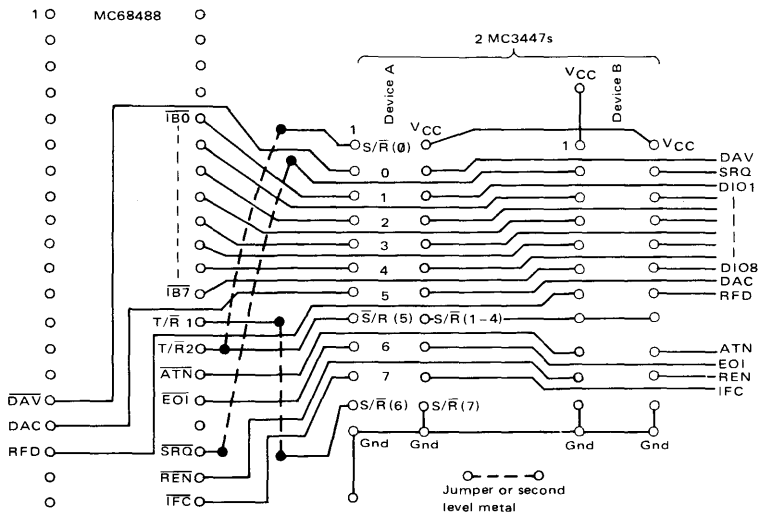 1 MC68488
2 MC3447s
Device A
Device B
VCC
IB0
1
S/R(0)
VCC
1
VCC
0
DAV
SRQ
1
DIO1
2
3
4
DIO8
IB7
5
DAC
RFD
T/R 1
S/R (5)
S/R (1-4)
T/R2
6
ATN
ATN
EOI
7
REN
EOI
IFC
DAV
S/R(6)
S/R(7)
DAC
Gnd
Gnd
Gnd
Gnd
RFD
SRQ
REN
IFC
Jumper or second
level metal